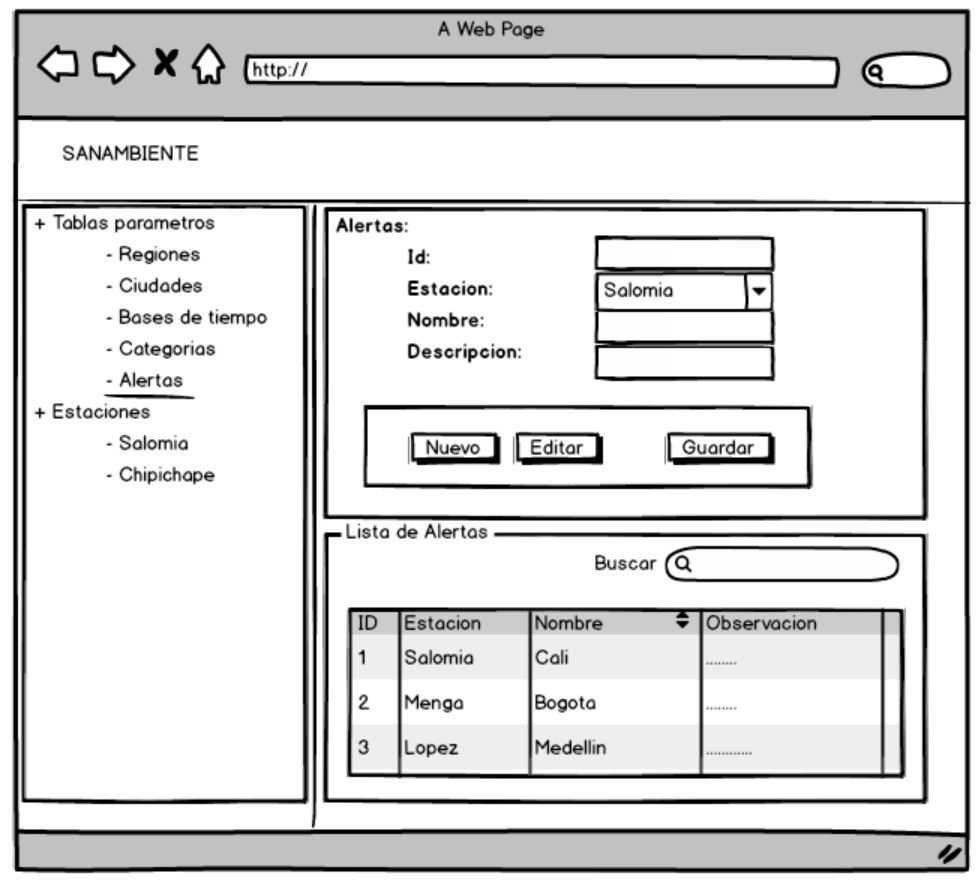 A Web Page
http://
SANAMBIENTE
+ Tablas parametros
- Regiones
- Ciudades
- Bases de tiempo
- Categorias
- Alertas
+ Estaciones
- Salomia
- Chipichape
Alertas:
Id:
Estacion: Salomia
Nombre:
Descripcion:
Nuevo Editar Guardar
Lista de Alertas
Buscar
ID Estacion Nombre Observacion
1 Salomia Cali ........
2 Menga Bogota ........
3 Lopez Medellin ............